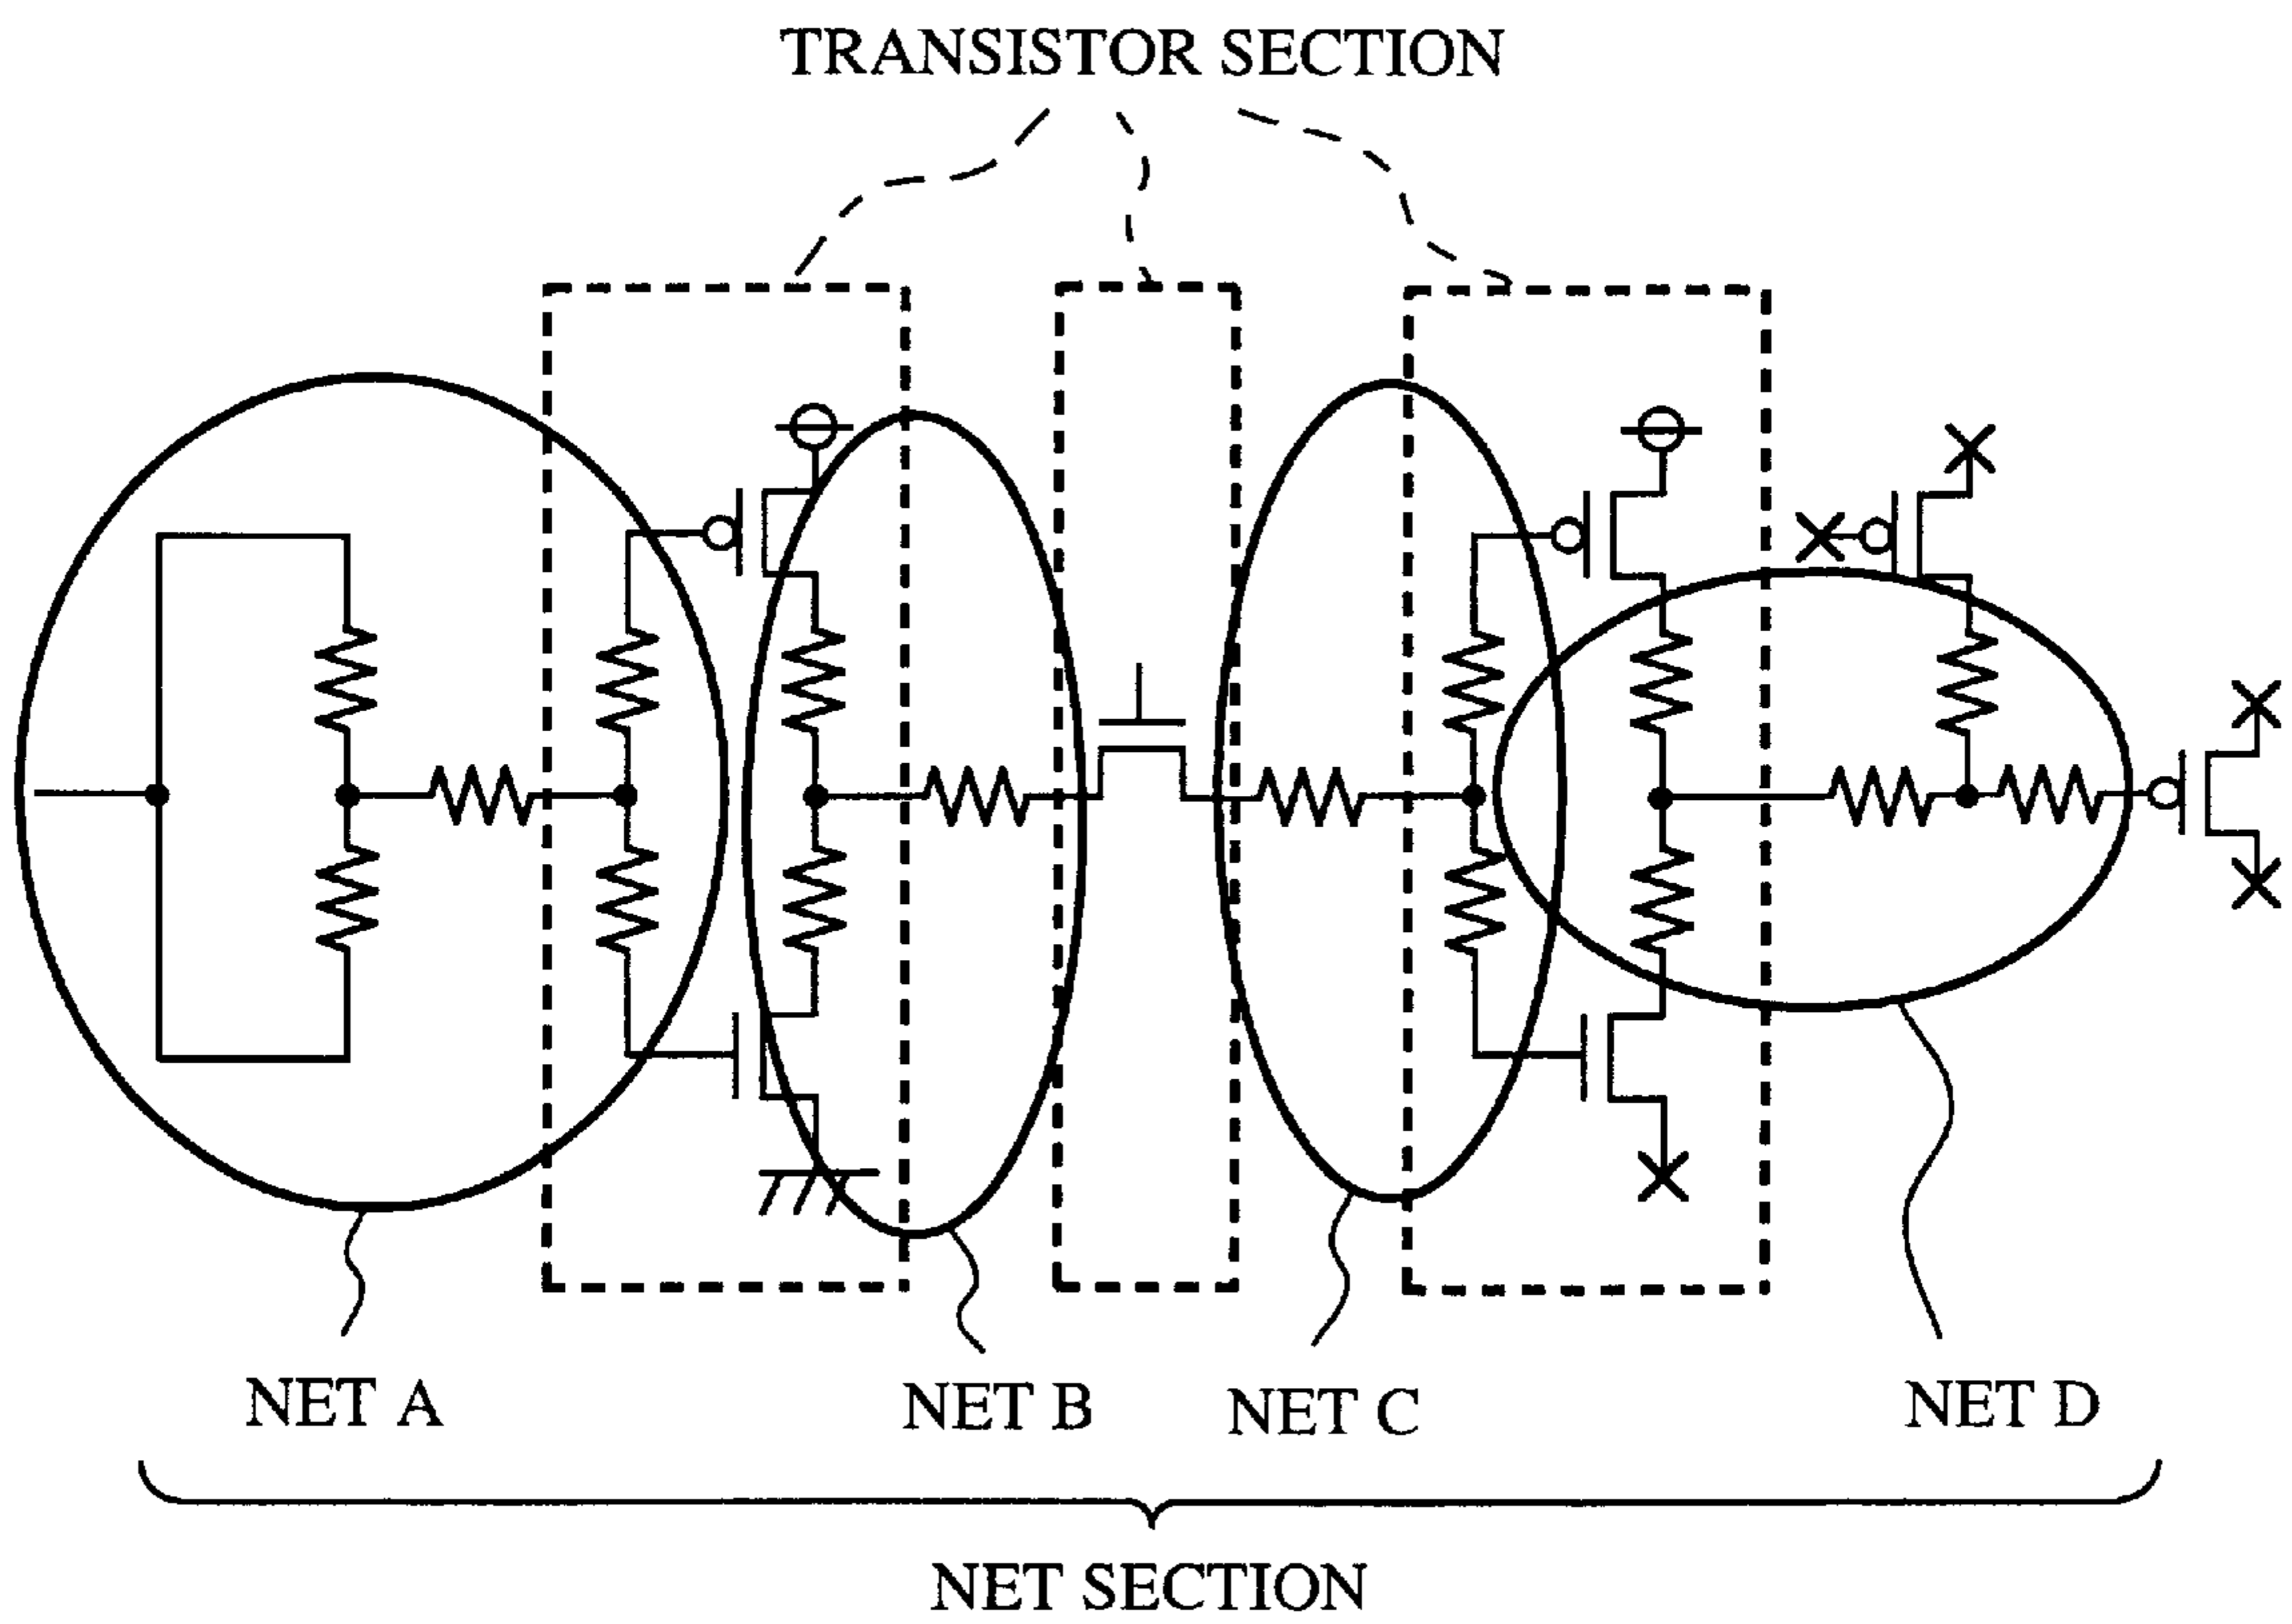 TRANSISTOR SECTION
NET A
NET B
NET C
NET D
NET SECTION